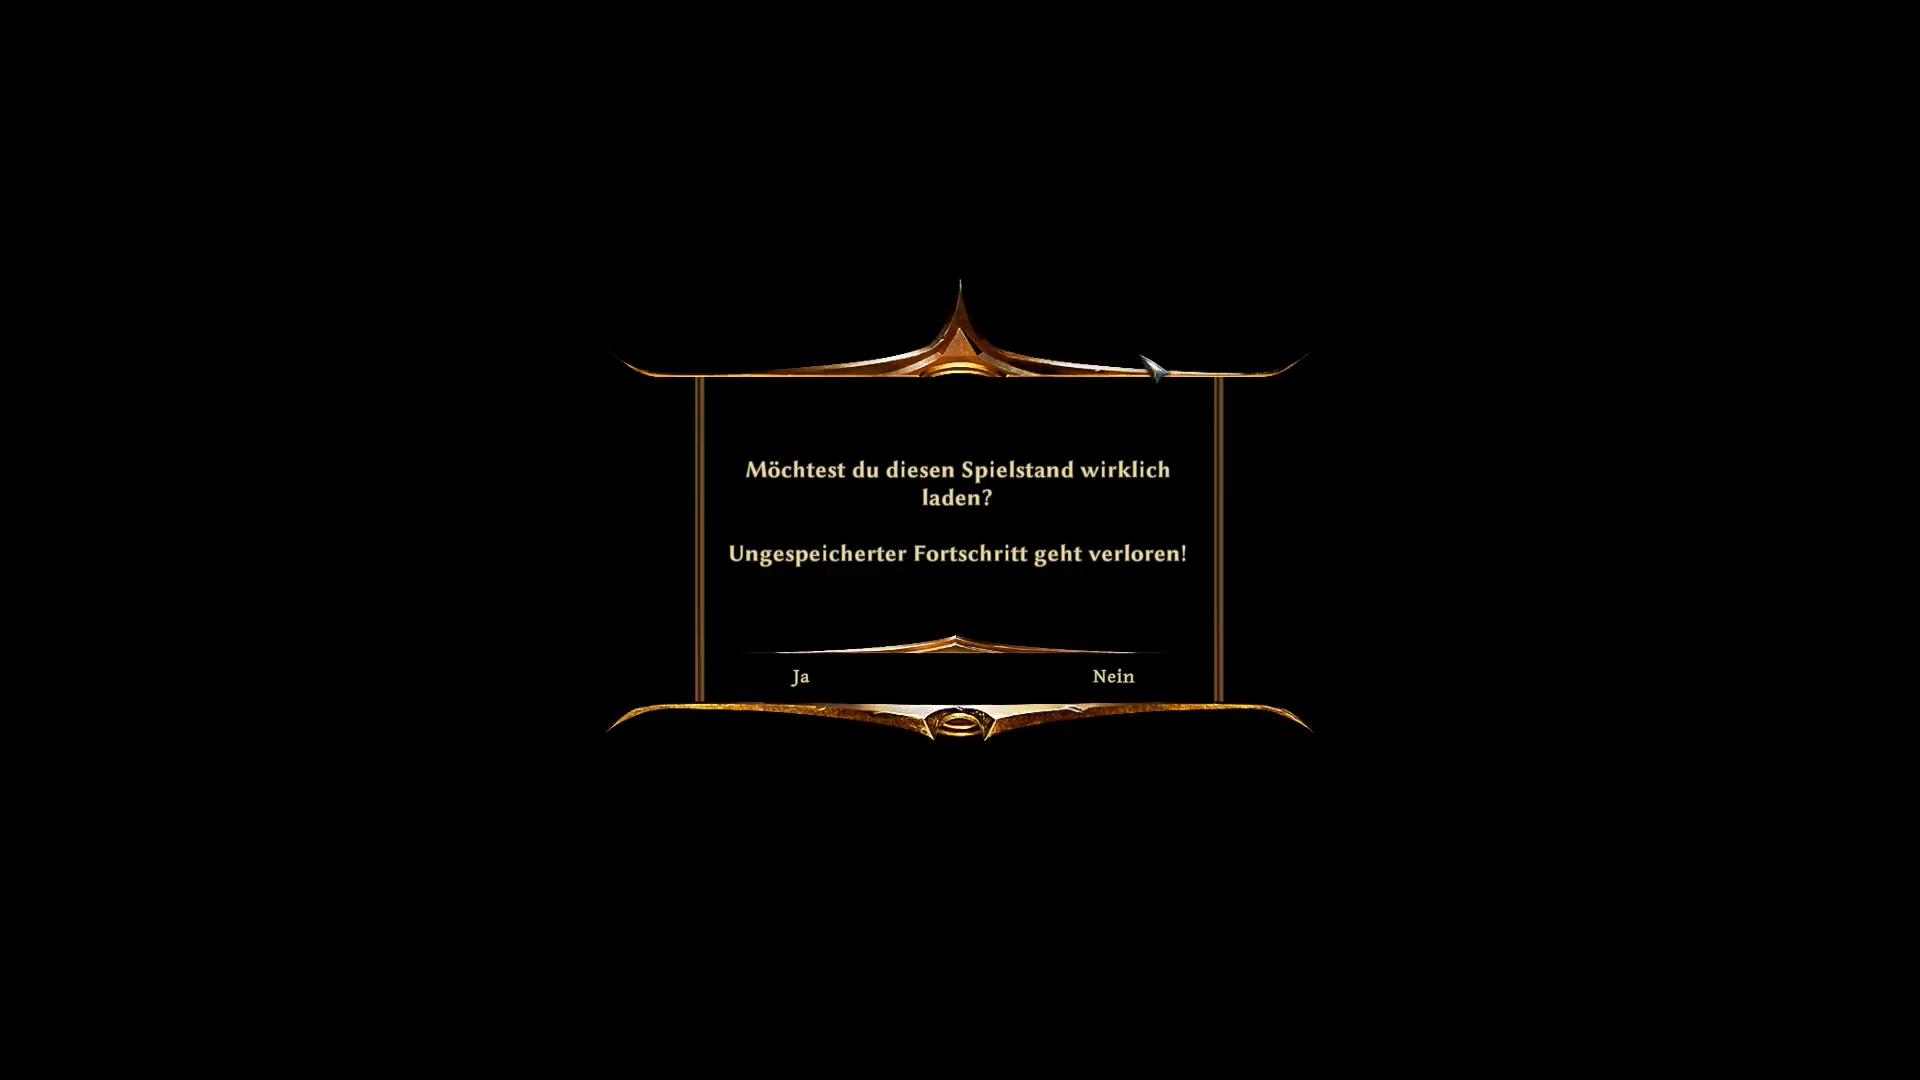 Möchtest du diesen Spielstand wirklich
laden?
Ungespeicherter Fortschritt geht verloren!
Ja
Nein